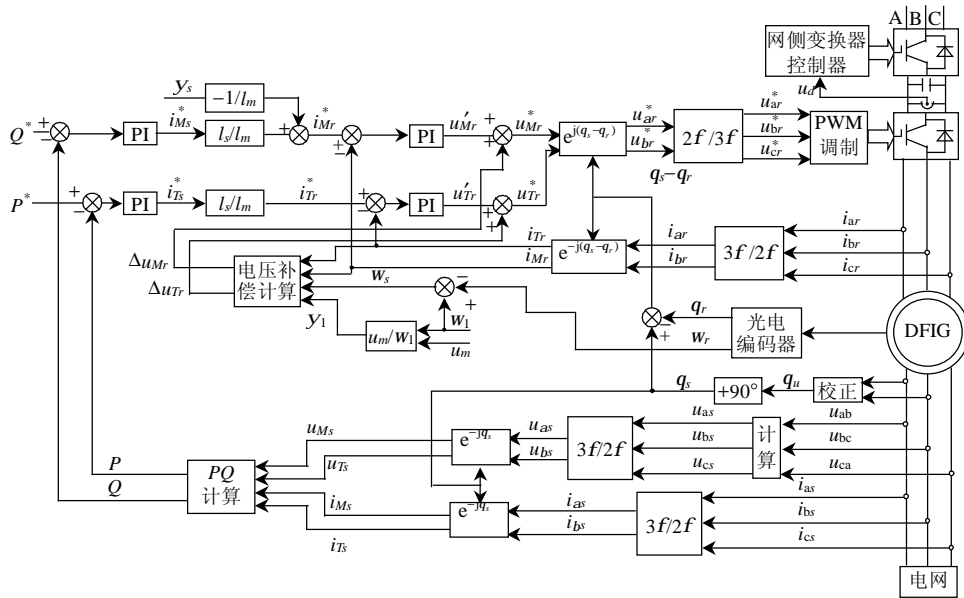 A B C
网侧变换器
控制器
u_d
y_s
−1/l_m
Q* + −
PI
i*_Ms
l_s/l_m
+ +
i*_Mr
+ −
PI
u'_Mr
+ +
u*_Mr
e^{j(q_s−q_r)}
u*_ar
u*_br
2f/3f
u*_ar
u*_br
u*_cr
PWM
调制
q_s−q_r
P* + −
PI
i*_Ts
l_s/l_m
i*_Tr
+ −
PI
u'_Tr
+ +
u*_Tr
Δu_Mr
Δu_Tr
电压补
偿计算
i_Tr
i_Mr
e^{−j(q_s−q_r)}
i_ar
i_br
3f/2f
i_ar
i_br
i_cr
w_s
− +
y_1
u_m/w_1
w_1
u_m
− +
q_r
w_r
光电
编码器
DFIG
q_s
+90°
q_u
校正
u_Ms
u_Ts
e^{−jq_s}
u_as
u_bs
3f/2f
u_as
u_bs
u_cs
计
算
u_ab
u_bc
u_ca
P
Q
PQ
计算
i_Ms
i_Ts
e^{−jq_s}
i_as
i_bs
3f/2f
i_as
i_bs
i_cs
电网